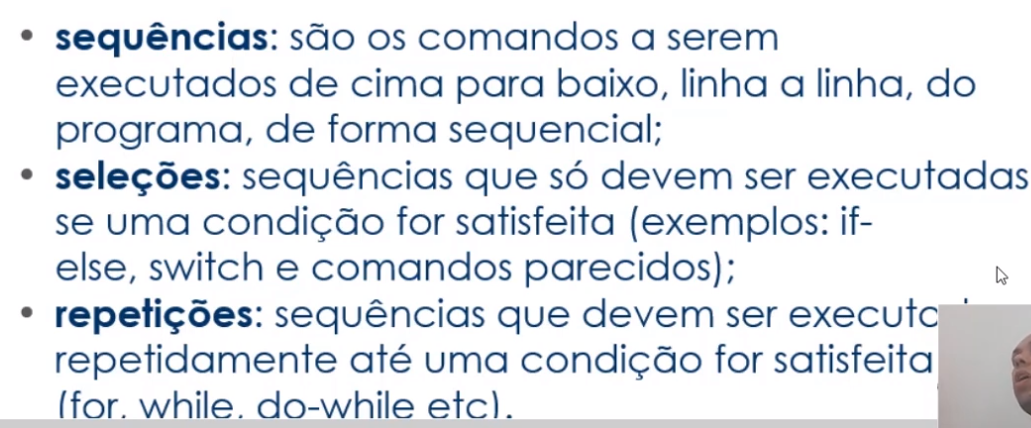 • sequências: são os comandos a serem
executados de cima para baixo, linha a linha, do
programa, de forma sequencial;
• seleções: sequências que só devem ser executadas
se uma condição for satisfeita (exemplos: if-
else, switch e comandos parecidos);
• repetições: sequências que devem ser
repetidamente até uma condição for satisfeita
(for, while, do-while etc).